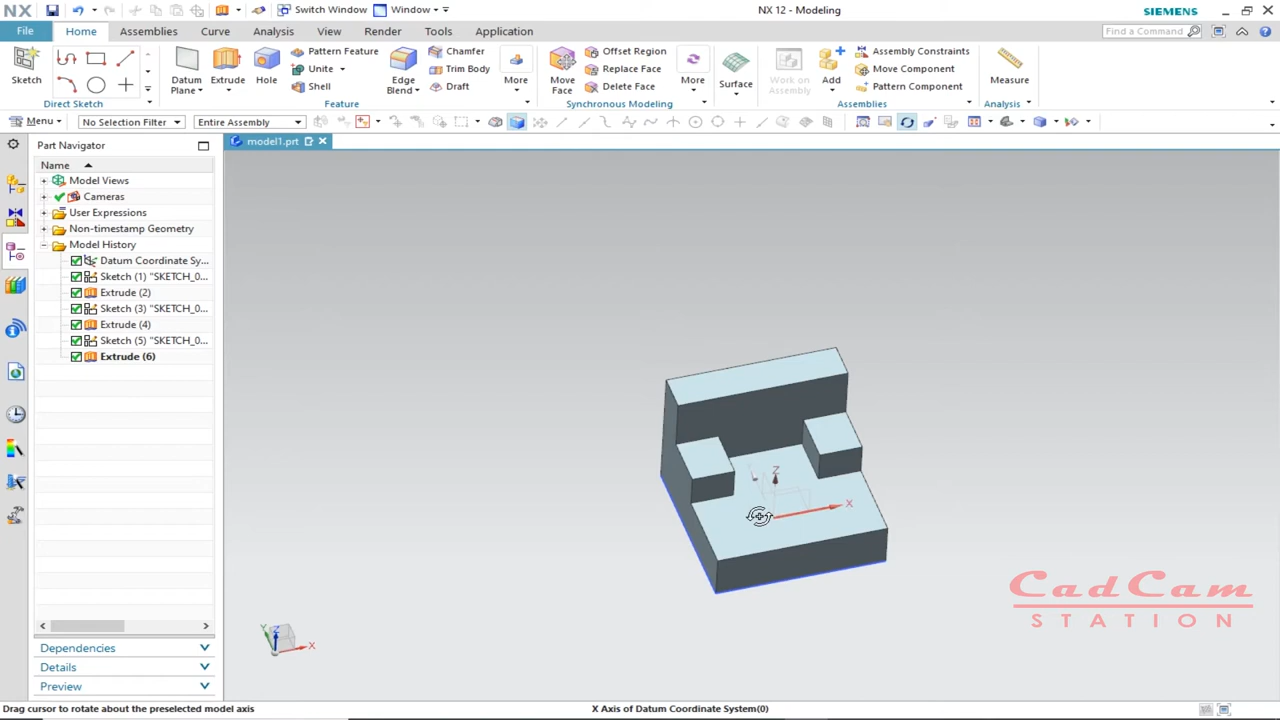 NX Switch Window Window NX 12 - Modeling SIEMENS
File Home Assemblies Curve Analysis View Render Tools Application Find a Command
Sketch Datum Plane Extrude Hole Pattern Feature Unite Shell Edge Blend Chamfer Trim Body Draft More Move Face Offset Region Replace Face Delete Face More Surface Work on Assembly Add Assembly Constraints Move Component Pattern Component Measure
Direct Sketch Feature Synchronous Modeling Assemblies Analysis
Menu No Selection Filter Entire Assembly
Part Navigator model1.prt
Name
Model Views
Cameras
User Expressions
Non-timestamp Geometry
Model History
Datum Coordinate Sy...
Sketch (1) "SKETCH_0...
Extrude (2)
Sketch (3) "SKETCH_0...
Extrude (4)
Sketch (5) "SKETCH_0...
Extrude (6)
Z
X
CadCam
STATION
Y Z X
Dependencies
Details
Preview
Drag cursor to rotate about the preselected model axis X Axis of Datum Coordinate System(0)